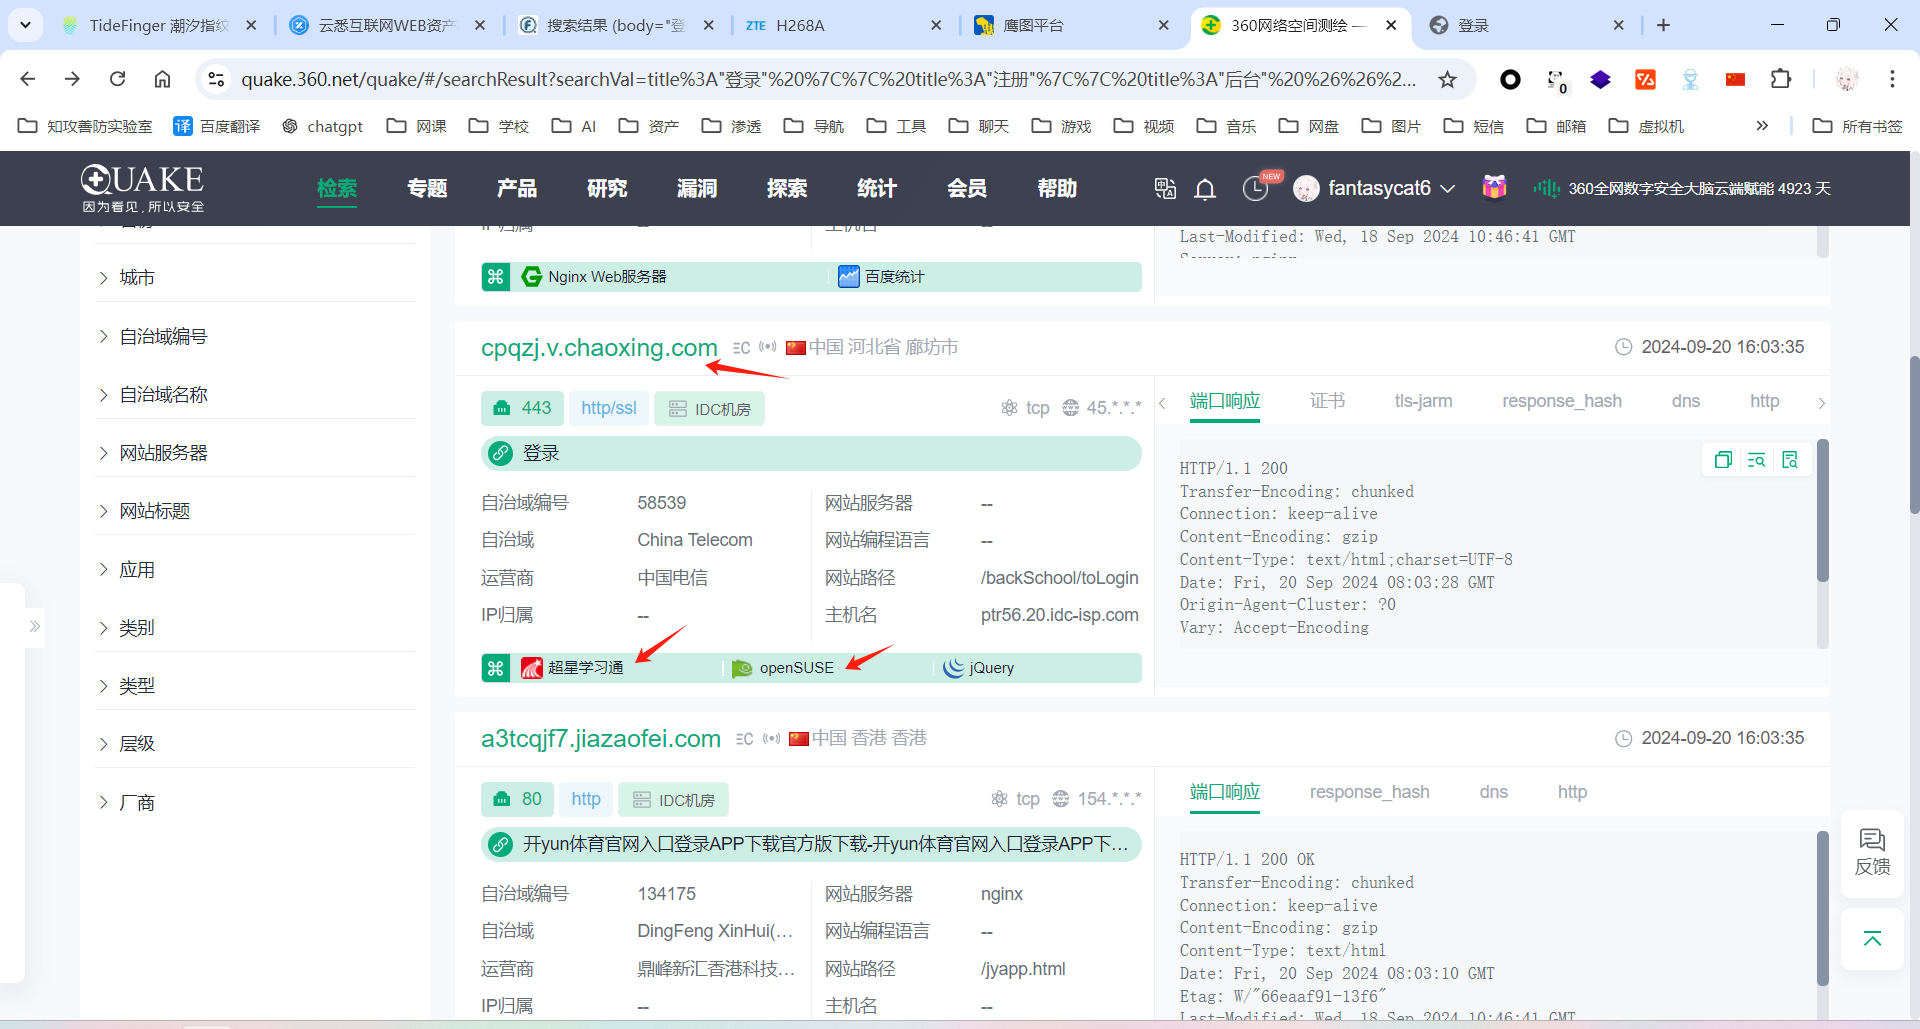 TideFinger 潮汐指纹
云悉互联网WEB资产
搜索结果 (body="登
ZTE H268A
鹰图平台
360网络空间测绘 —
登录
quake.360.net/quake/#/searchResult?searchVal=title%3A"登录"%20%7C%7C%20title%3A"注册"%7C%7C%20title%3A"后台"%20%26%26%2...
0
知攻善防实验室
译 百度翻译
chatgpt
网课
学校
AI
资产
渗透
导航
工具
聊天
游戏
视频
音乐
网盘
图片
短信
邮箱
虚拟机
所有书签
QUAKE
因为看见,所以安全
检索
专题
产品
研究
漏洞
探索
统计
会员
帮助
NEW
fantasycat6
360全网数字安全大脑云端赋能 4923 天
城市
自治域编号
自治域名称
网站服务器
网站标题
应用
类别
类型
层级
厂商
IP归属 -- 主机名 --
Nginx Web服务器
百度统计
Last-Modified: Wed, 18 Sep 2024 10:46:41 GMT
Server: nginx
cpqzj.v.chaoxing.com
中国 河北省 廊坊市
2024-09-20 16:03:35
443
http/ssl
IDC机房
tcp
45.*.*.*
登录
自治域编号 58539 网站服务器 --
自治域 China Telecom 网站编程语言 --
运营商 中国电信 网站路径 /backSchool/toLogin
IP归属 -- 主机名 ptr56.20.idc-isp.com
超星学习通
openSUSE
jQuery
端口响应
证书
tls-jarm
response_hash
dns
http
HTTP/1.1 200
Transfer-Encoding: chunked
Connection: keep-alive
Content-Encoding: gzip
Content-Type: text/html;charset=UTF-8
Date: Fri, 20 Sep 2024 08:03:28 GMT
Origin-Agent-Cluster: ?0
Vary: Accept-Encoding
a3tcqjf7.jiazaofei.com
中国 香港 香港
2024-09-20 16:03:35
80
http
IDC机房
tcp
154.*.*.*
开yun体育官网入口登录APP下载官方版下载-开yun体育官网入口登录APP下...
自治域编号 134175 网站服务器 nginx
自治域 DingFeng XinHui(... 网站编程语言 --
运营商 鼎峰新汇香港科技... 网站路径 /jyapp.html
IP归属 -- 主机名 --
端口响应
response_hash
dns
http
HTTP/1.1 200 OK
Transfer-Encoding: chunked
Connection: keep-alive
Content-Encoding: gzip
Content-Type: text/html
Date: Fri, 20 Sep 2024 08:03:10 GMT
Etag: W/"66eaaf91-13f6"
Last-Modified: Wed, 18 Sep 2024 10:46:41 GMT
反馈